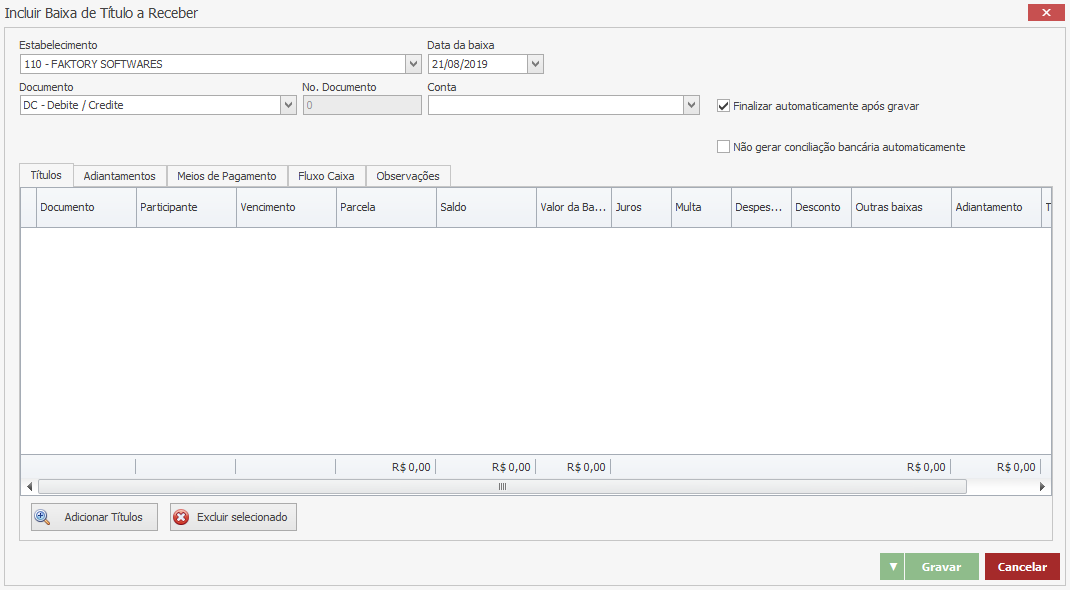 Incluir Baixa de Título a Receber
Estabelecimento
Data da baixa
110 - FAKTORY SOFTWARES
21/08/2019
Documento
No. Documento
Conta
DC - Debite / Credite
0
Finalizar automaticamente após gravar
Não gerar conciliação bancária automaticamente
Títulos Adiantamentos Meios de Pagamento Fluxo Caixa Observações
Documento Participante Vencimento Parcela Saldo Valor da Ba... Juros Multa Despes... Desconto Outras baixas Adiantamento T
R$ 0,00 R$ 0,00 R$ 0,00 R$ 0,00 R$ 0,00
Adicionar Títulos Excluir selecionado
Gravar Cancelar